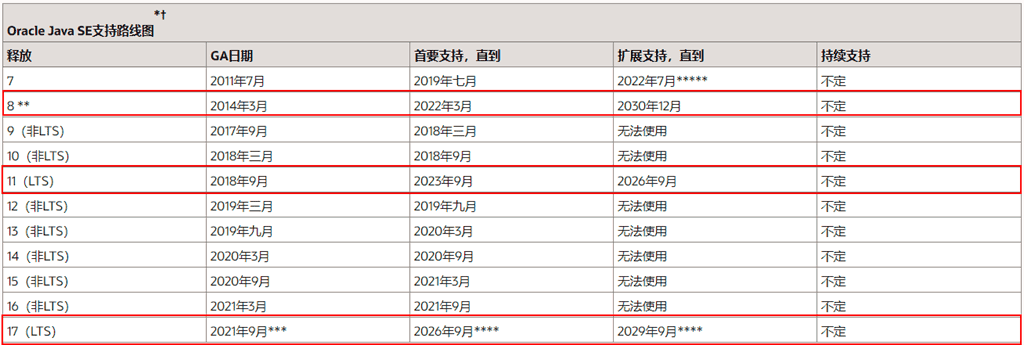 *†
Oracle Java SE支持路线图
释放 GA日期 首要支持，直到 扩展支持，直到 持续支持
7 2011年7月 2019年七月 2022年7月***** 不定
8 ** 2014年3月 2022年3月 2030年12月 不定
9（非LTS) 2017年9月 2018年三月 无法使用 不定
10（非LTS) 2018年三月 2018年9月 无法使用 不定
11（LTS) 2018年9月 2023年9月 2026年9月 不定
12（非LTS) 2019年三月 2019年九月 无法使用 不定
13（非LTS) 2019年九月 2020年3月 无法使用 不定
14（非LTS) 2020年3月 2020年9月 无法使用 不定
15（非LTS) 2020年9月 2021年3月 无法使用 不定
16（非LTS) 2021年3月 2021年9月 无法使用 不定
17（LTS) 2021年9月*** 2026年9月**** 2029年9月**** 不定